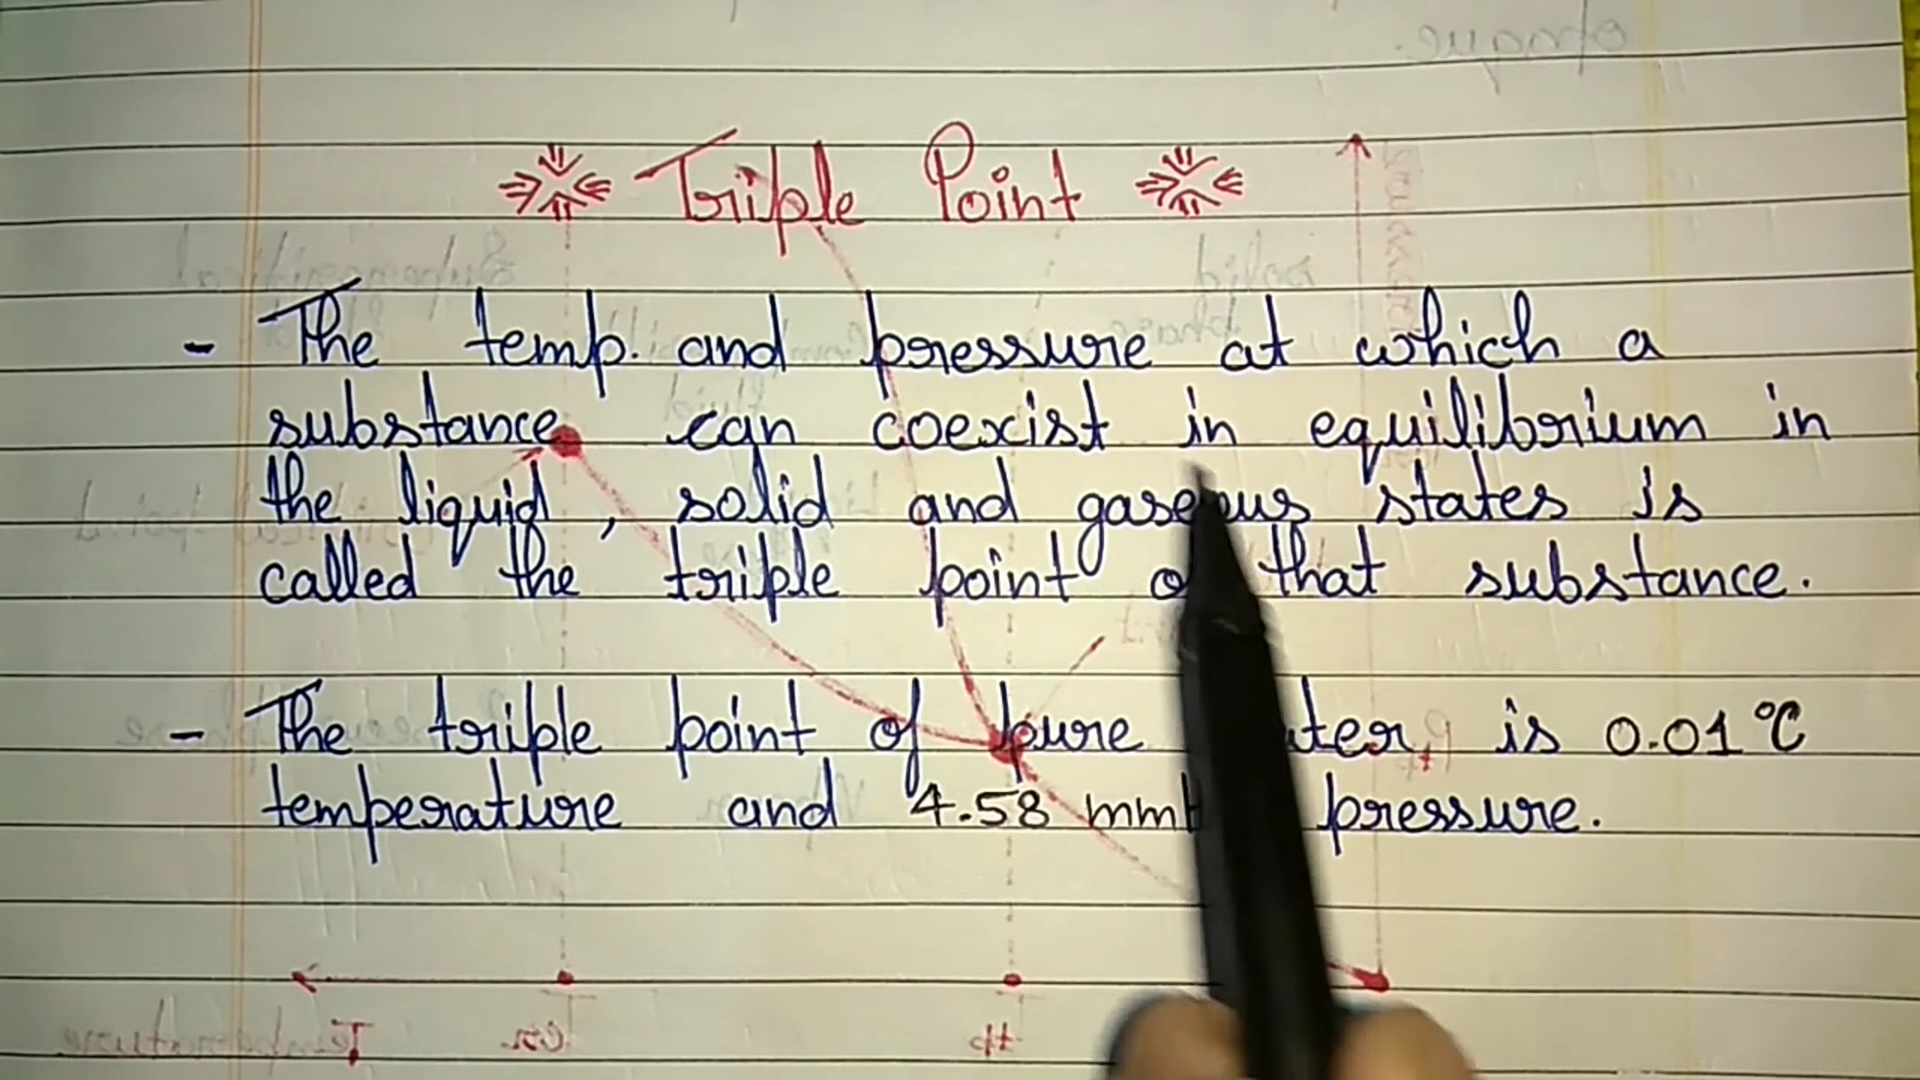 Triple Point
- The temp. and pressure at which a
substance can coexist in equilibrium in
the liquid, solid and gaseous states is
called the triple point that substance.
- The triple point of pure is 0.01°C
temperature and 4.58 pressure.